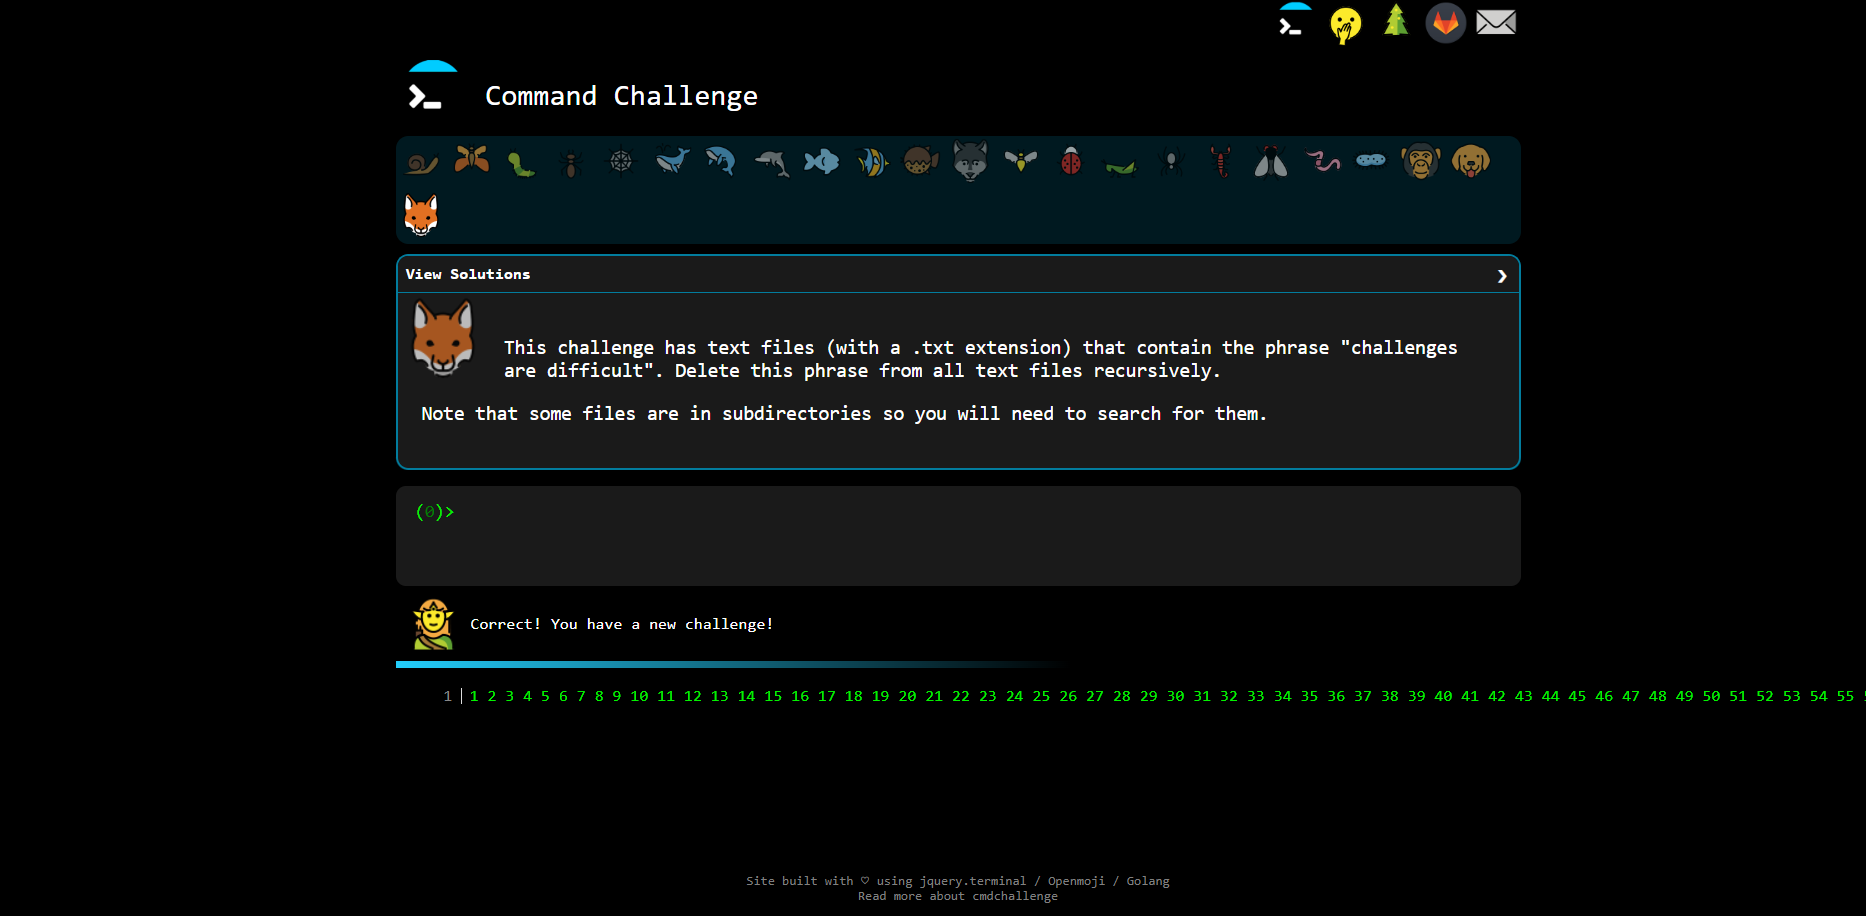 Command Challenge
View Solutions
This challenge has text files (with a .txt extension) that contain the phrase "challenges
are difficult". Delete this phrase from all text files recursively.
Note that some files are in subdirectories so you will need to search for them.
(0)>
Correct! You have a new challenge!
1 | 1 2 3 4 5 6 7 8 9 10 11 12 13 14 15 16 17 18 19 20 21 22 23 24 25 26 27 28 29 30 31 32 33 34 35 36 37 38 39 40 41 42 43 44 45 46 47 48 49 50 51 52 53 54 55
Site built with ♡ using jquery.terminal / Openmoji / Golang
Read more about cmdchallenge